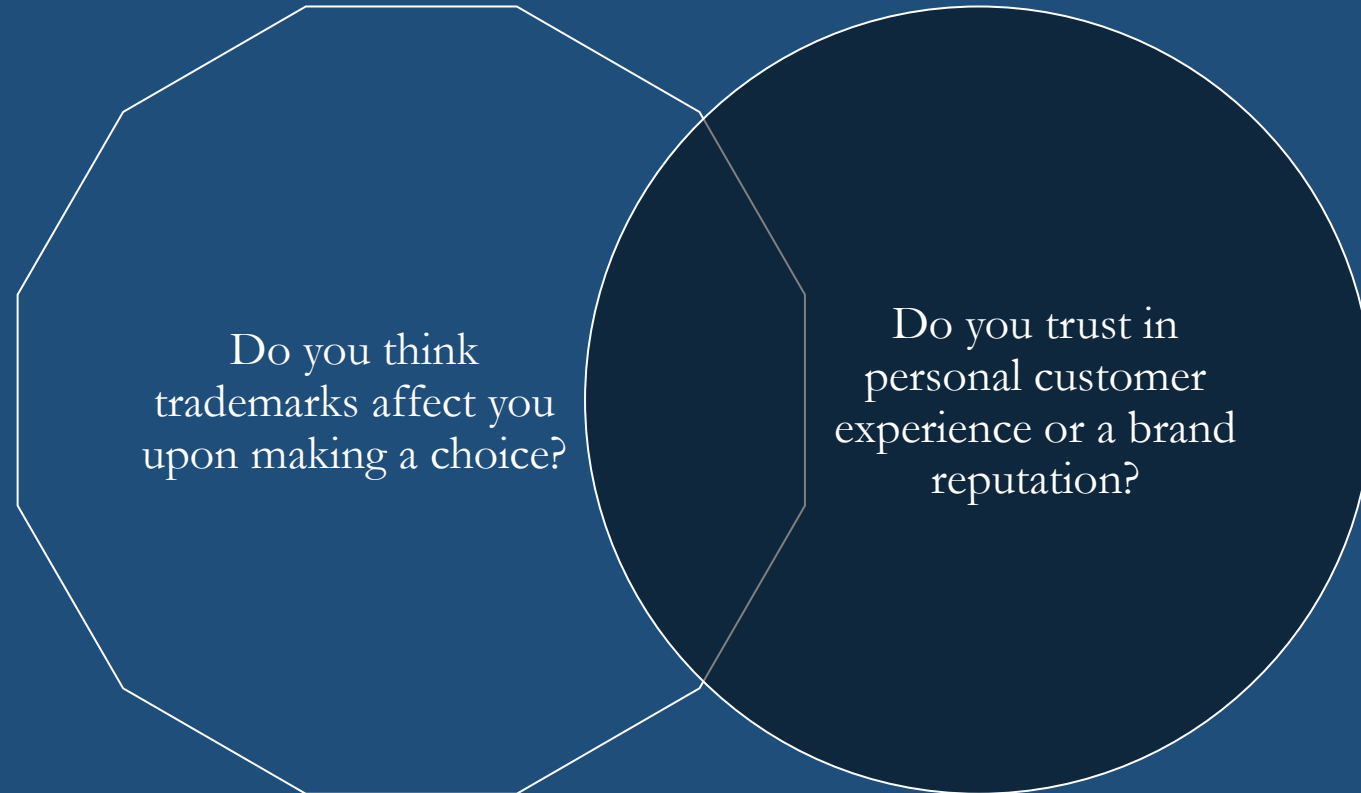 Do you think
trademarks affect you
upon making a choice?
Do you trust in
personal customer
experience or a brand
reputation?